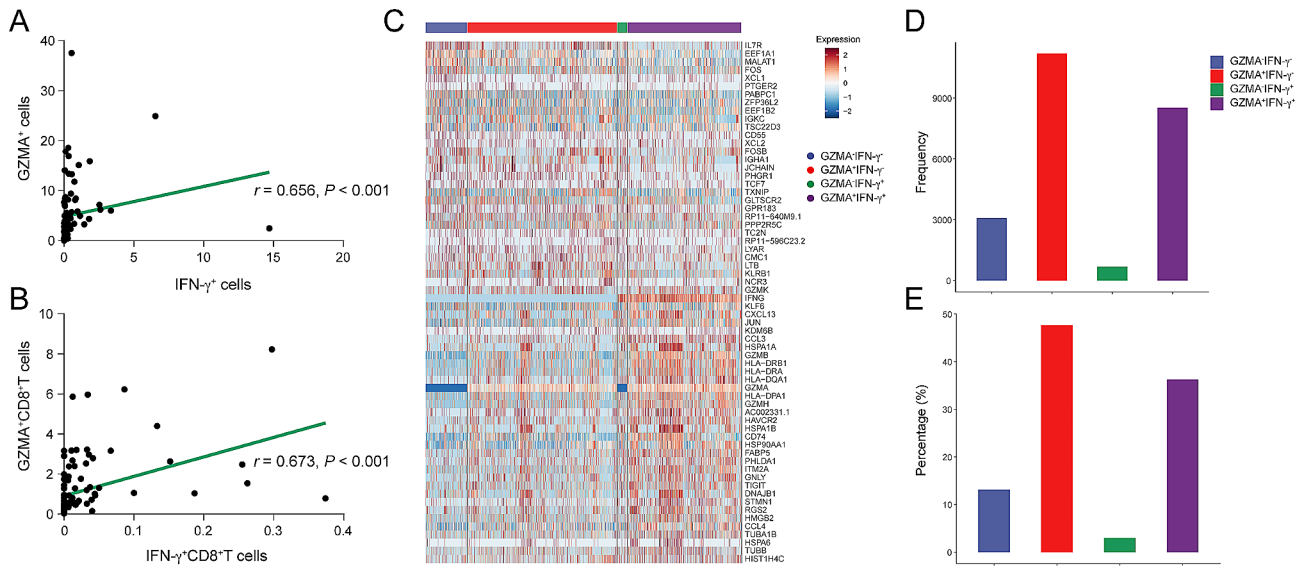 A
40
30
20
10
0
GZMA⁺ cells
r = 0.656, P < 0.001
0 5 10 15 20
IFN-γ⁺ cells
B
10
8
6
4
2
0
GZMA⁺CD8⁺T cells
r = 0.673, P < 0.001
0 0.1 0.2 0.3 0.4
IFN-γ⁺CD8⁺T cells
C
IL7R
EEF1A1
MALAT1
FOS
XCL1
PTGER2
PABPC1
ZFP36L2
EEF1B2
IGKC
TSC22D3
CD55
XCL2
FOSB
IGHA1
JCHAIN
PHGR1
TCF7
TXNIP
GLTSCR2
GPR183
RP11-640M9.1
PPP2R5C
TC2N
RP11-596C23.2
LYAR
CMC1
LTB
KLRB1
NCR3
GZMK
IFNG
KLF6
CXCL13
JUN
KDM6B
CCL3
HSPA1A
GZMB
HLA-DRB1
HLA-DRA
HLA-DQA1
GZMA
HLA-DPA1
GZMH
AC002331.1
HAVCR2
HSPA1B
CD74
HSP90AA1
FABP5
PHLDA1
ITM2A
GNLY
TIGIT
DNAJB1
STMN1
RGS2
HMGB2
CCL4
TUBA1B
HSPA6
TUBB
HIST1H4C
Expression
2
1
0
−1
−2
GZMA⁻IFN-γ⁻
GZMA⁺IFN-γ⁻
GZMA⁻IFN-γ⁺
GZMA⁺IFN-γ⁺
D
9000
6000
3000
0
Frequency
GZMA⁻IFN-γ⁻
GZMA⁺IFN-γ⁻
GZMA⁻IFN-γ⁺
GZMA⁺IFN-γ⁺
E
50
40
30
20
10
0
Percentage (%)